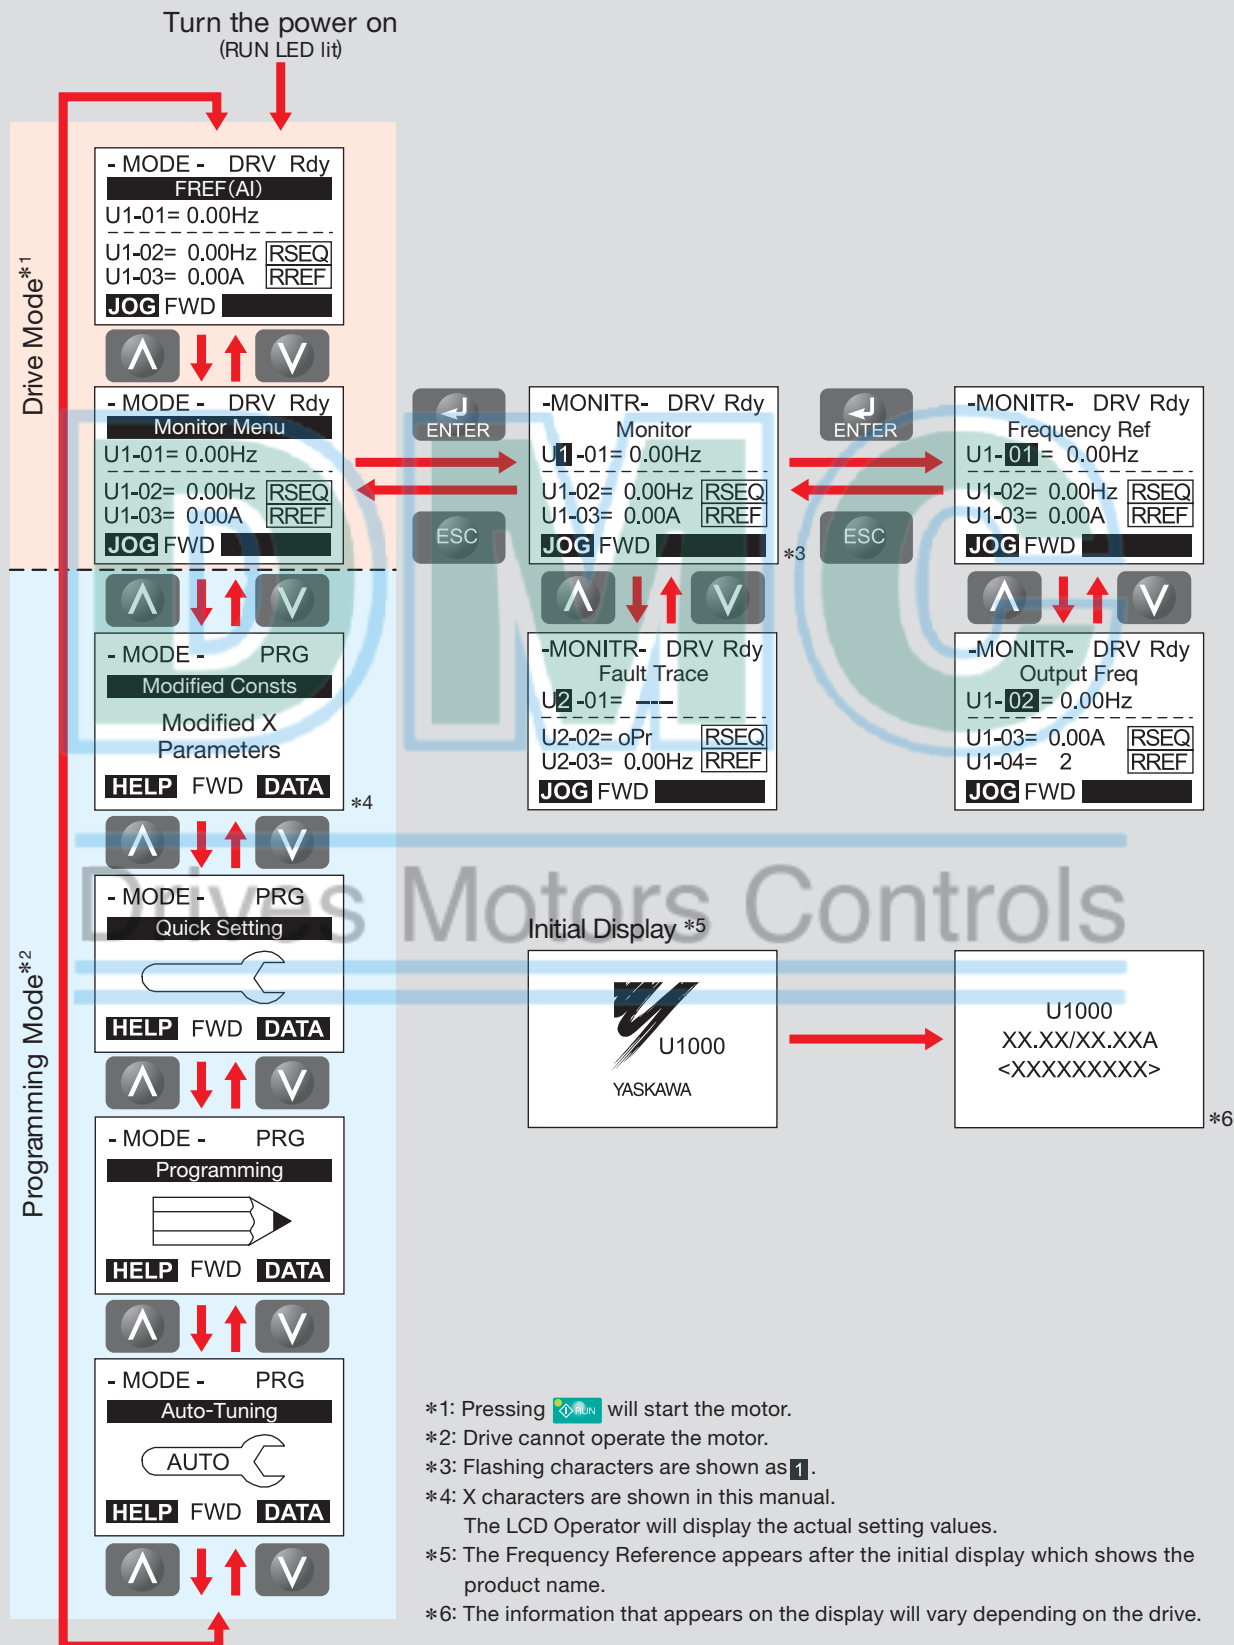 Turn the power on
(RUN LED lit)
Drive Mode*1
- MODE - DRV Rdy
FREF(AI)
U1-01= 0.00Hz
U1-02= 0.00Hz RSEQ
U1-03= 0.00A RREF
JOG FWD
- MODE - DRV Rdy
Monitor Menu
U1-01= 0.00Hz
U1-02= 0.00Hz RSEQ
U1-03= 0.00A RREF
JOG FWD
ENTER
ESC
-MONITR- DRV Rdy
Monitor
U1-01= 0.00Hz
U1-02= 0.00Hz RSEQ
U1-03= 0.00A RREF
JOG FWD
*3
ENTER
ESC
-MONITR- DRV Rdy
Frequency Ref
U1-01= 0.00Hz
U1-02= 0.00Hz RSEQ
U1-03= 0.00A RREF
JOG FWD
-MONITR- DRV Rdy
Fault Trace
U2-01= ---
U2-02= oPr RSEQ
U2-03= 0.00Hz RREF
JOG FWD
-MONITR- DRV Rdy
Output Freq
U1-02= 0.00Hz
U1-03= 0.00A RSEQ
U1-04= 2 RREF
JOG FWD
DMC
Drives Motors Controls
Programming Mode*2
- MODE - PRG
Modified Consts
Modified X
Parameters
HELP FWD DATA
*4
- MODE - PRG
Quick Setting
HELP FWD DATA
- MODE - PRG
Programming
HELP FWD DATA
- MODE - PRG
Auto-Tuning
AUTO
HELP FWD DATA
Initial Display *5
U1000
YASKAWA
U1000
XX.XX/XX.XXA
<XXXXXXXXX>
*6
*1: Pressing RUN will start the motor.
*2: Drive cannot operate the motor.
*3: Flashing characters are shown as 1.
*4: X characters are shown in this manual.
The LCD Operator will display the actual setting values.
*5: The Frequency Reference appears after the initial display which shows the
product name.
*6: The information that appears on the display will vary depending on the drive.